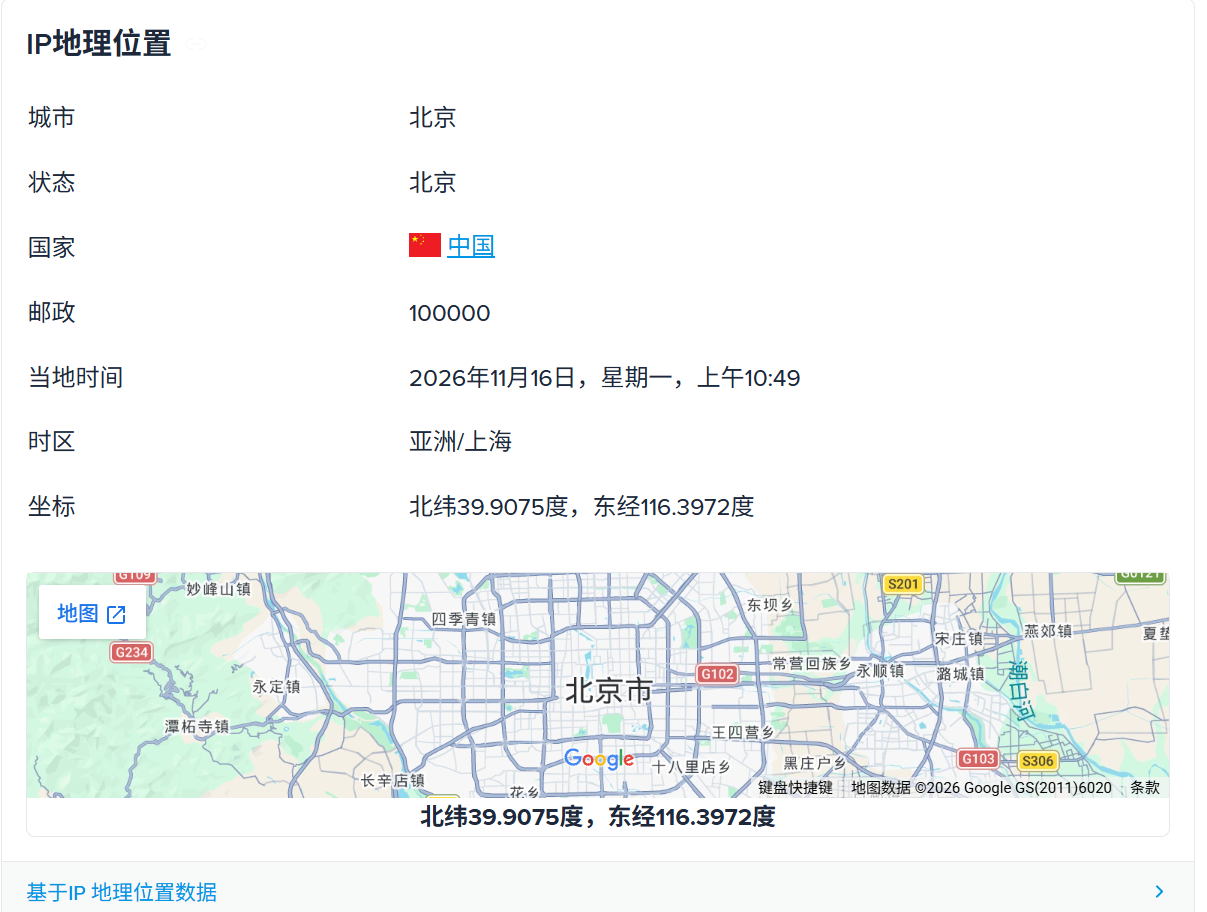 IP地理位置
城市 北京
状态 北京
国家 中国
邮政 100000
当地时间 2026年11月16日，星期一，上午10:49
时区 亚洲/上海
坐标 北纬39.9075度，东经116.3972度
G109
妙峰山镇
地图
四季青镇
东坝乡
S201
G234
宋庄镇
燕郊镇
永定镇
北京市
G102
常营回族乡
永顺镇
潞城镇
潮白河
潭柘寺镇
王四营乡
长辛店镇
Google
十八里店乡
黑庄户乡
G103
S306
花乡
键盘快捷键 地图数据 ©2026 Google GS(2011)6020 条款
北纬39.9075度，东经116.3972度
基于IP 地理位置数据